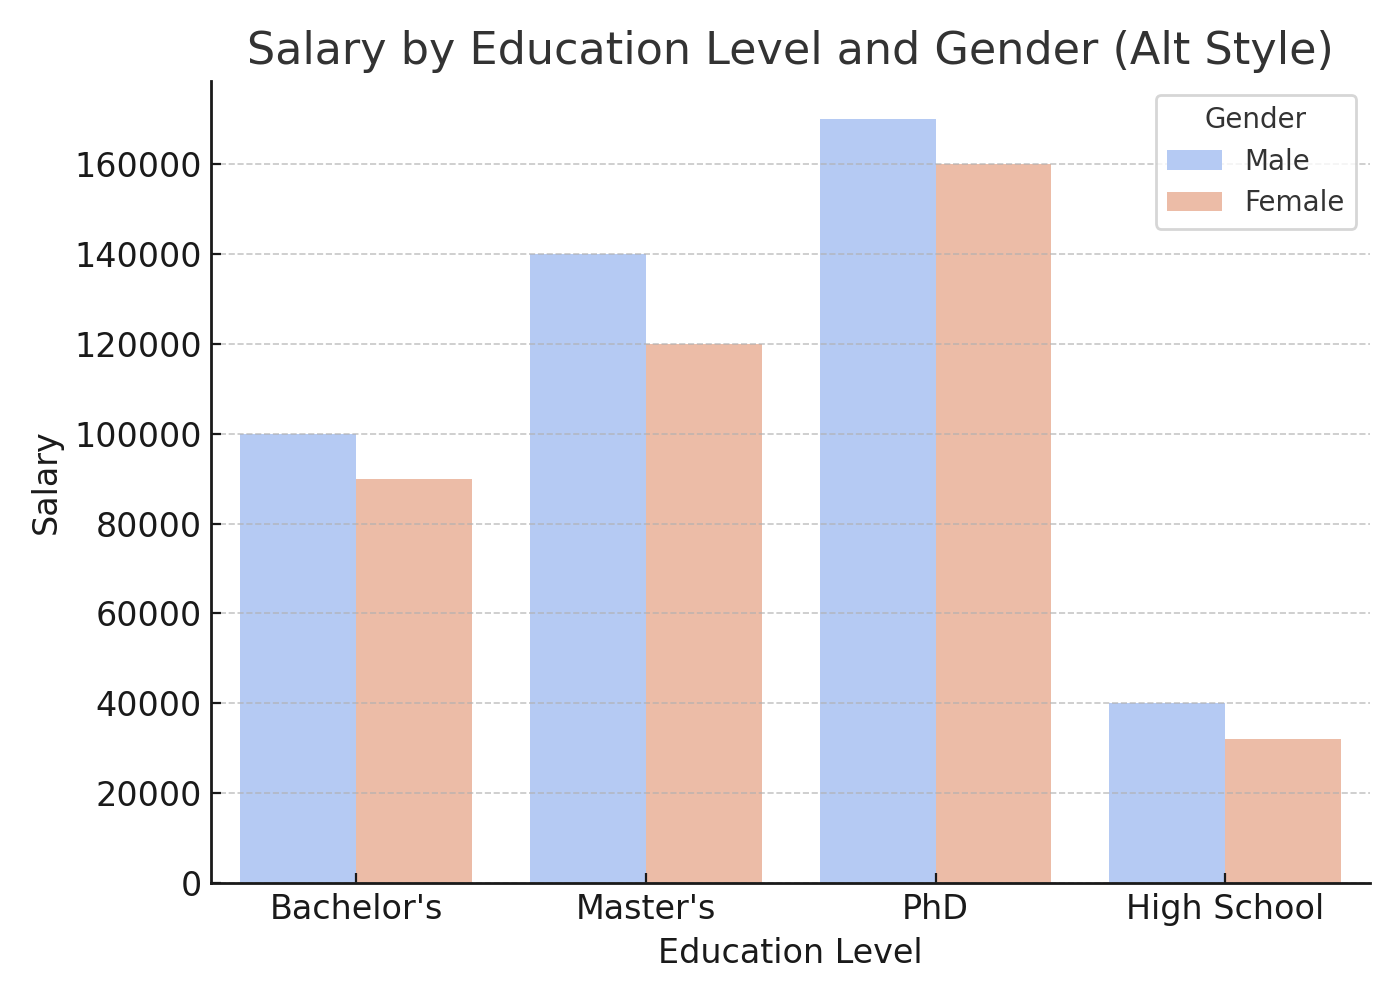 Salary by Education Level and Gender (Alt Style)
Gender
Male
Female
160000
140000
120000
100000
80000
60000
40000
20000
0
Salary
Bachelor's
Master's
PhD
High School
Education Level